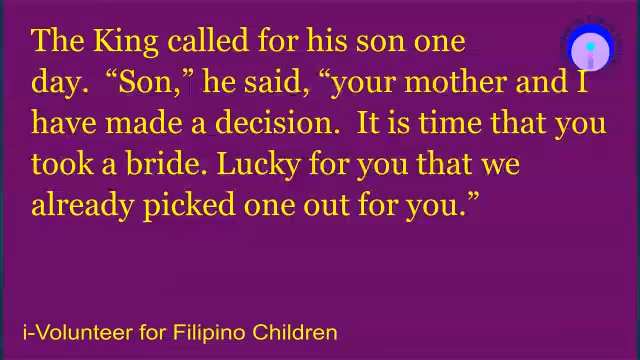 The King called for his son one
day.  “Son,” he said, “your mother and I
have made a decision.  It is time that you
took a bride. Lucky for you that we
already picked one out for you.”
i-Volunteer for Filipino Children